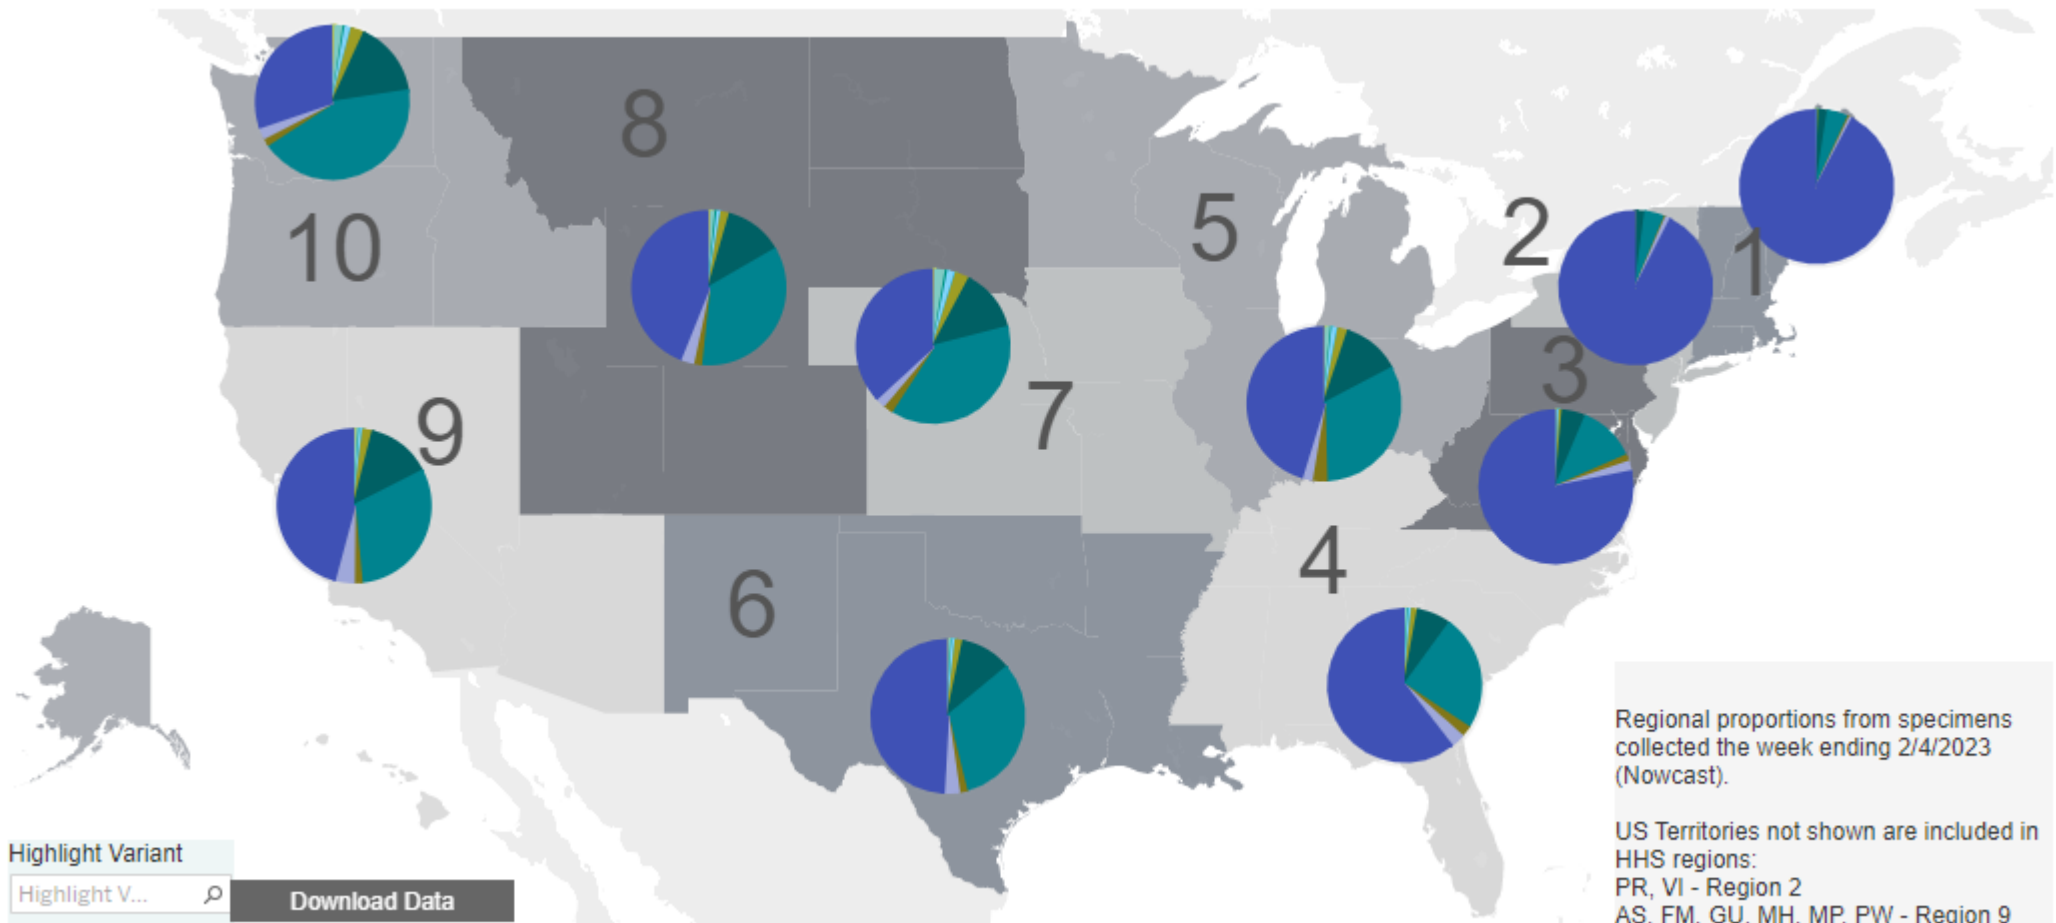 8
10
5
2
1
3
9
7
4
6
Regional proportions from specimens
collected the week ending 2/4/2023
(Nowcast).
US Territories not shown are included in
HHS regions:
PR, VI - Region 2
AS, FM, GU, MH, MP, PW - Region 9
Highlight Variant
Highlight V...
Download Data